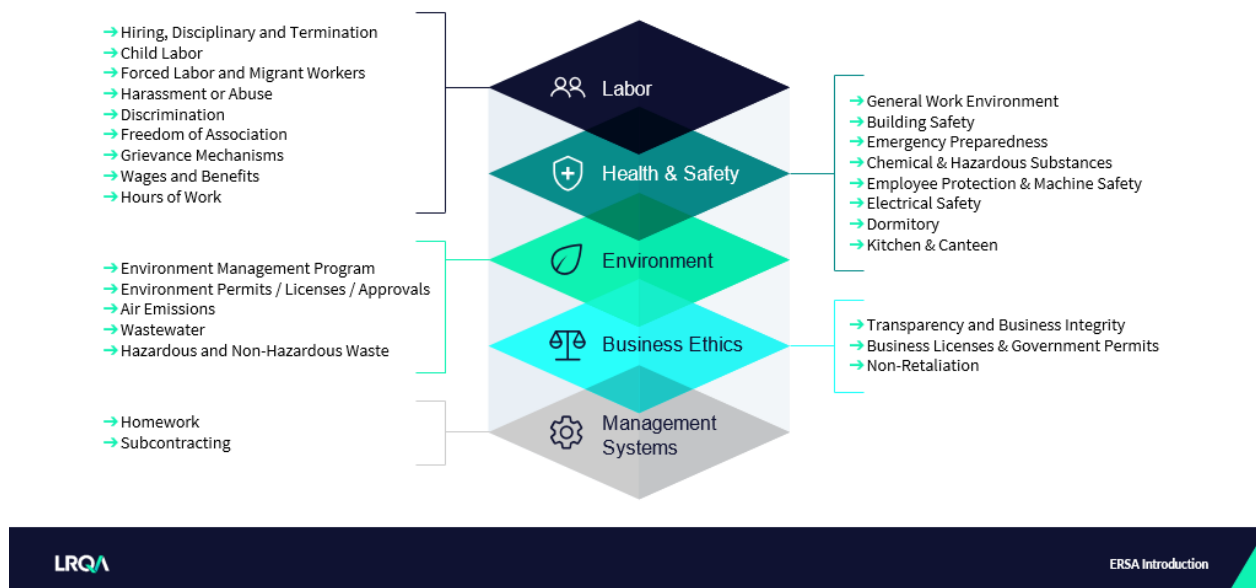 Hiring, Disciplinary and Termination
Child Labor
Forced Labor and Migrant Workers
Harassment or Abuse
Discrimination
Freedom of Association
Grievance Mechanisms
Wages and Benefits
Hours of Work
Labor
Health & Safety
General Work Environment
Building Safety
Emergency Preparedness
Chemical & Hazardous Substances
Employee Protection & Machine Safety
Electrical Safety
Dormitory
Kitchen & Canteen
Environment Management Program
Environment Permits / Licenses / Approvals
Air Emissions
Wastewater
Hazardous and Non-Hazardous Waste
Environment
Business Ethics
Transparency and Business Integrity
Business Licenses & Government Permits
Non-Retaliation
Homework
Subcontracting
Management
Systems
LRQA
ERSA Introduction